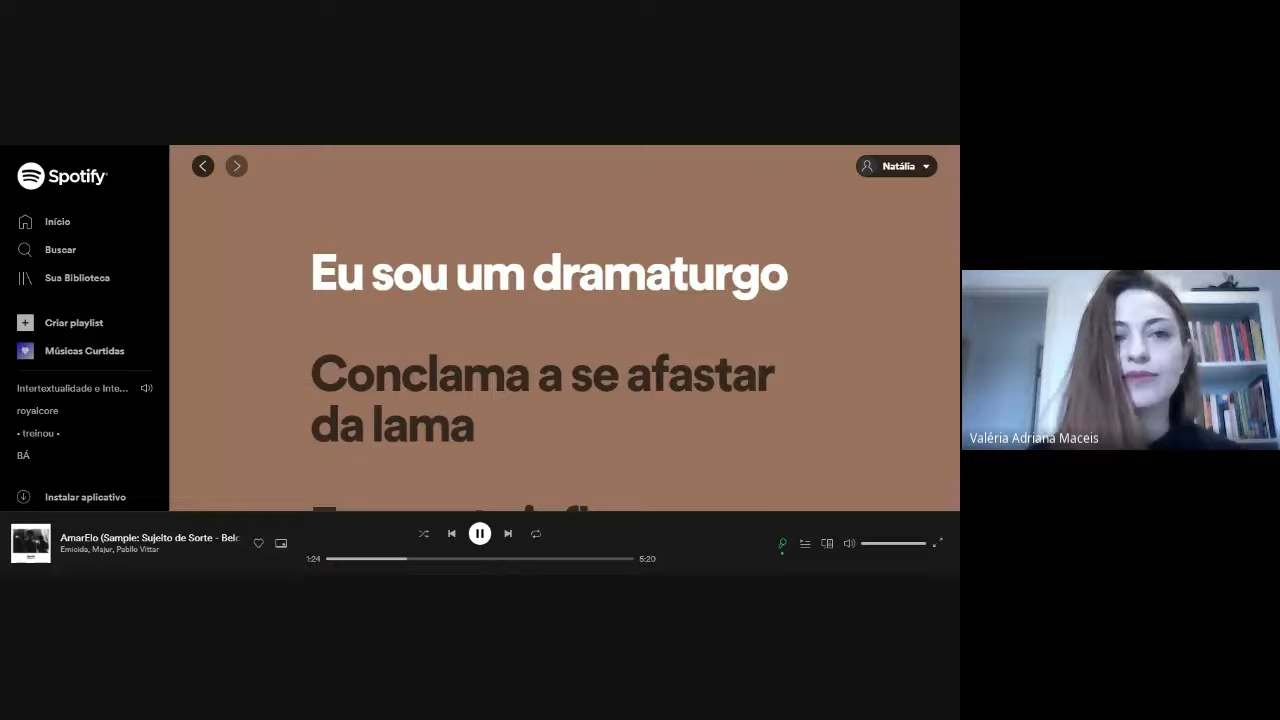 Spotify
Natália
Início
Buscar
Sua Biblioteca
Criar playlist
Músicas Curtidas
Intertextualidade e Inte...
royalcore
• treinou •
BÁ
Instalar aplicativo
Eu sou um dramaturgo
Conclama a se afastar
da lama
AmarElo (Sample: Sujeito de Sorte - Belc
Emicida, Majur, Pabllo Vittar
1:24
5:20
Valéria Adriana Maceis